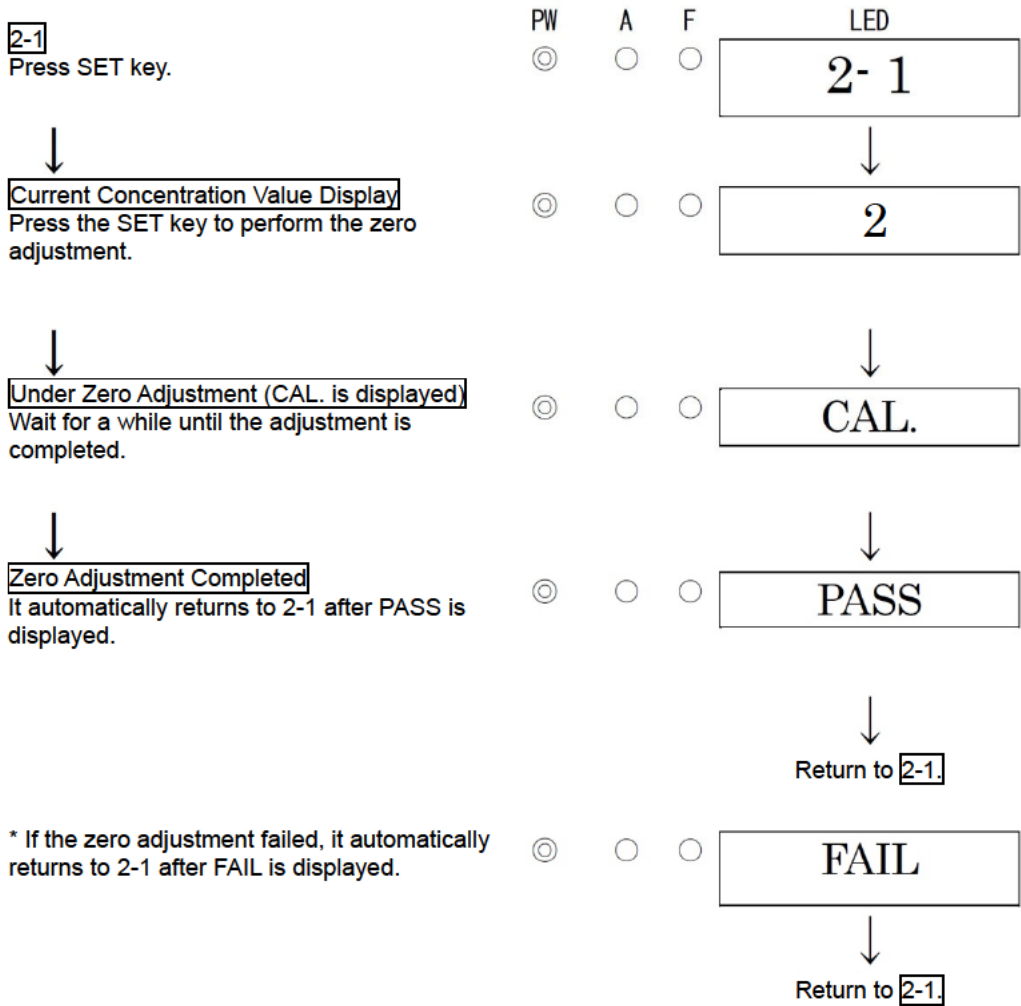 PW A F LED
2-1
Press SET key.
2- 1
Current Concentration Value Display
Press the SET key to perform the zero
adjustment.
2
Under Zero Adjustment (CAL. is displayed)
Wait for a while until the adjustment is
completed.
CAL.
Zero Adjustment Completed
It automatically returns to 2-1 after PASS is
displayed.
PASS
Return to 2-1.
* If the zero adjustment failed, it automatically
returns to 2-1 after FAIL is displayed.
FAIL
Return to 2-1.